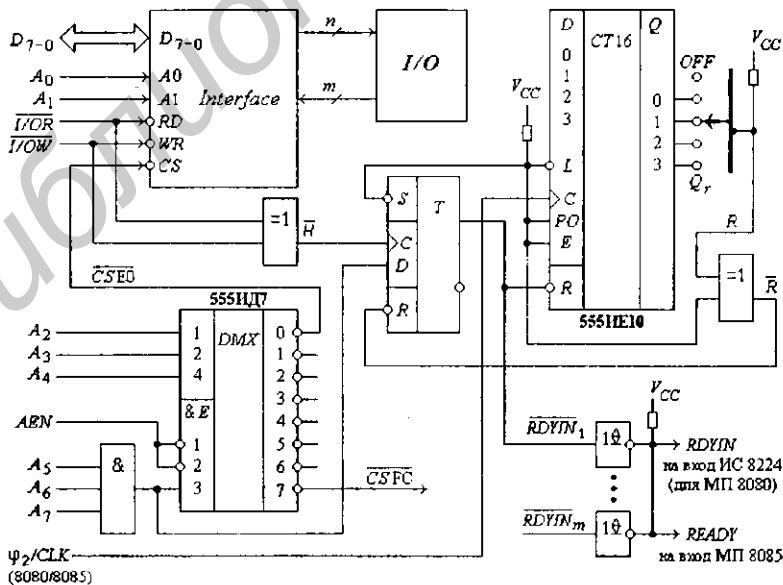 библио
D7-0
D7-0
A0
A0
A1
A1
I/OR
RD
I/OW
WR
CS
Interface
n
m
I/O
D
0
1
2
3
CT16
Q
0
1
2
3
OFF
Qr
VCC
VCC
L
C
PO
E
R
555ИЕ10
S
T
C
D
R
=1
H
R
=1
R
CSE0
555ИД7
DMX
A2
A3
A4
1
2
4
& E
1
2
3
0
1
2
3
4
5
6
7
AEN
A5
A6
A7
&
CSFC
φ2/CLK
(8080/8085)
VCC
RDYIN1
1
RDYIN
на вход ИС 8224
(для МП 8080)
RDYINm
1
READY
на вход МП 8085